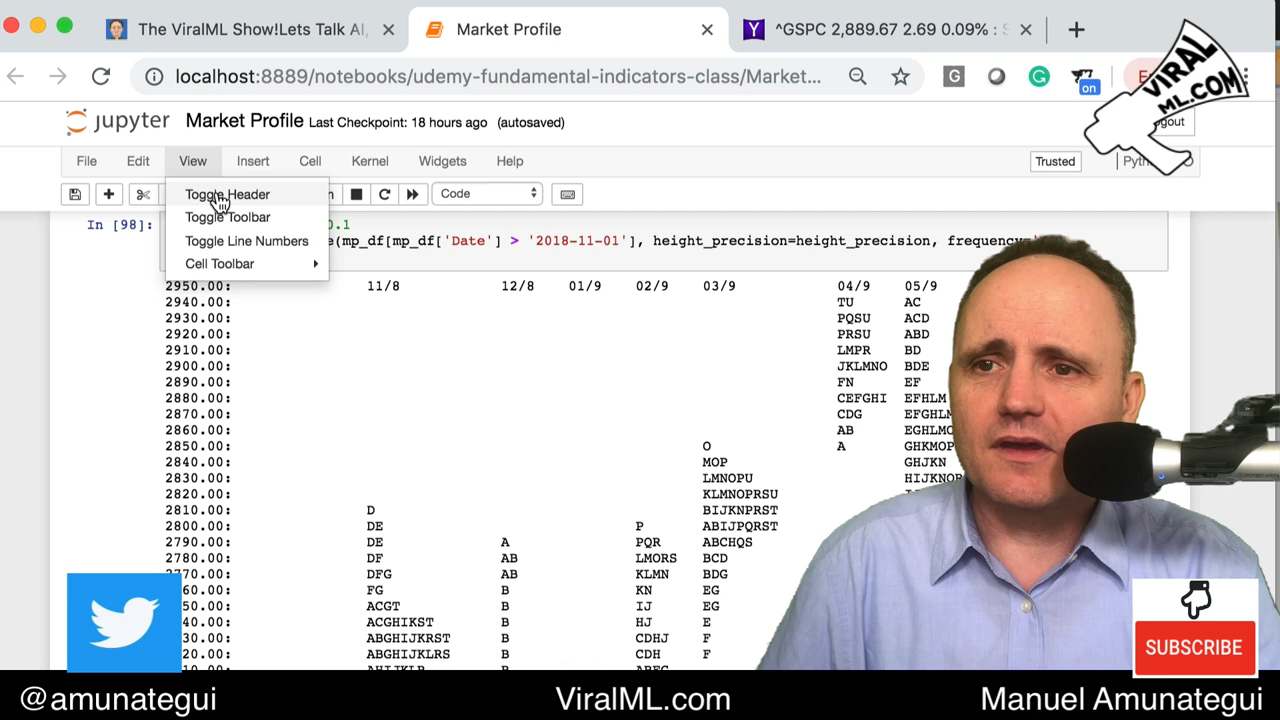 The ViralML Show!Lets Talk AI,
Market Profile
^GSPC 2,889.67 2.69 0.09% : S
localhost:8889/notebooks/udemy-fundamental-indicators-class/Market...
G
on
VIRAL
ML.COM
jupyter
Market Profile Last Checkpoint: 18 hours ago (autosaved)
File Edit View Insert Cell Kernel Widgets Help
Trusted
Toggle Header
Toggle Toolbar
Toggle Line Numbers
Cell Toolbar
Code
In [98]:
(mp_df[mp_df['Date'] > '2018-11-01'], height_precision=height_precision,
2950.00: 11/8 12/8 01/9 02/9 03/9 04/9 05/9
2940.00: TU AC
2930.00: PQSU ACD
2920.00: PRSU ABD
2910.00: LMPR BD
2900.00: JKLMNO BDE
2890.00: FN EF
2880.00: CEFGHI EFHLM
2870.00: CDG
2860.00: AB
2850.00: O A
2840.00: MOP GHJKN
2830.00: LMNOPU
2820.00: KLMNOPRSU
2810.00: D BIJKNPRST
2800.00: DE P ABIJPQRST
2790.00: DE A PQR ABCHQS
2780.00: DF AB LMORS BCD
DFG AB KLMN BDG
FG B KN EG
ACGT B IJ EG
ACGHIKST B HJ E
ABGHIJKRST B CDHJ F
ABGHIJKLRS B CDH F
SUBSCRIBE
@amunategui
ViralML.com
Manuel Amunategui